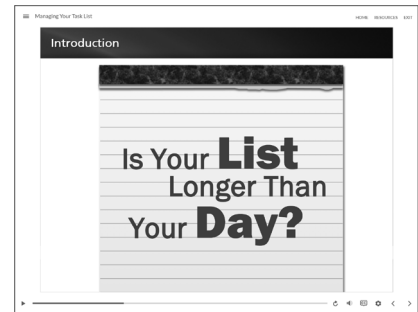 Managing Your Task List
HOME RESOURCES EXIT
Introduction
Is Your List
Longer Than
Your Day?